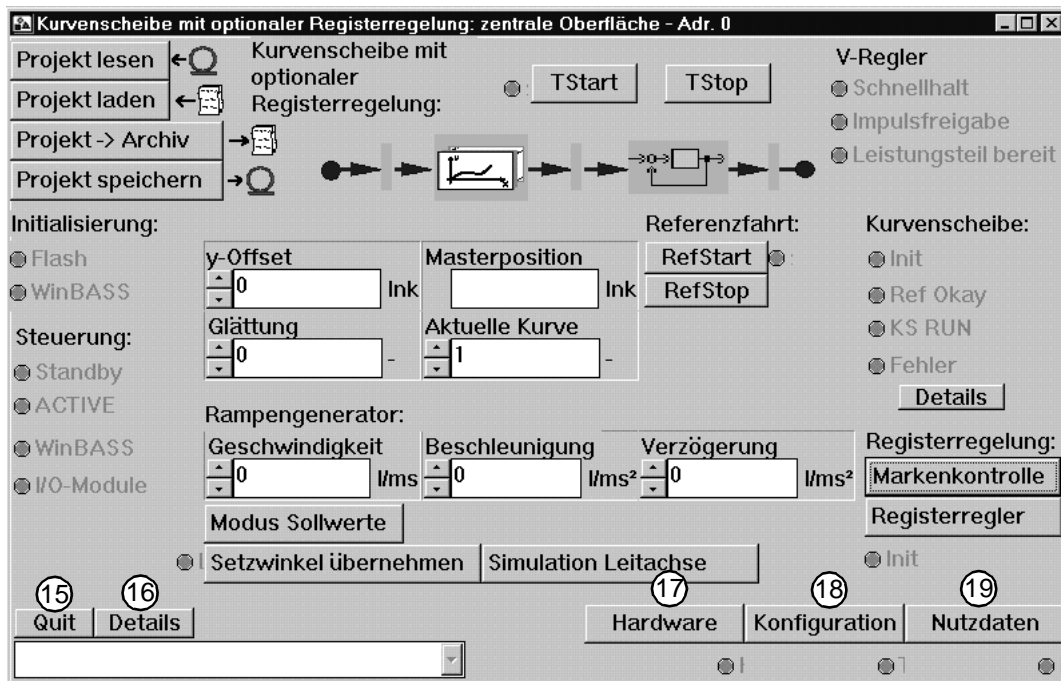 Kurvenscheibe mit optionaler Registerregelung: zentrale Oberfläche - Adr. 0
Projekt lesen
Projekt laden
Projekt -> Archiv
Projekt speichern
Kurvenscheibe mit
optionaler
Registerregelung:
TStart
TStop
V-Regler
Schnellhalt
Impulsfreigabe
Leistungsteil bereit
Initialisierung:
Flash
WinBASS
Steuerung:
Standby
ACTIVE
WinBASS
I/O-Module
y-Offset
0
Ink
Masterposition
Ink
Glättung
0
-
Aktuelle Kurve
1
-
Referenzfahrt:
RefStart
RefStop
Kurvenscheibe:
Init
Ref Okay
KS RUN
Fehler
Details
Rampengenerator:
Geschwindigkeit
0
I/ms
Beschleunigung
0
I/ms²
Verzögerung
0
I/ms²
Modus Sollwerte
Setzwinkel übernehmen
Simulation Leitachse
Registerregelung:
Markenkontrolle
Registerregler
Init
15
16
17
18
19
Quit
Details
Hardware
Konfiguration
Nutzdaten